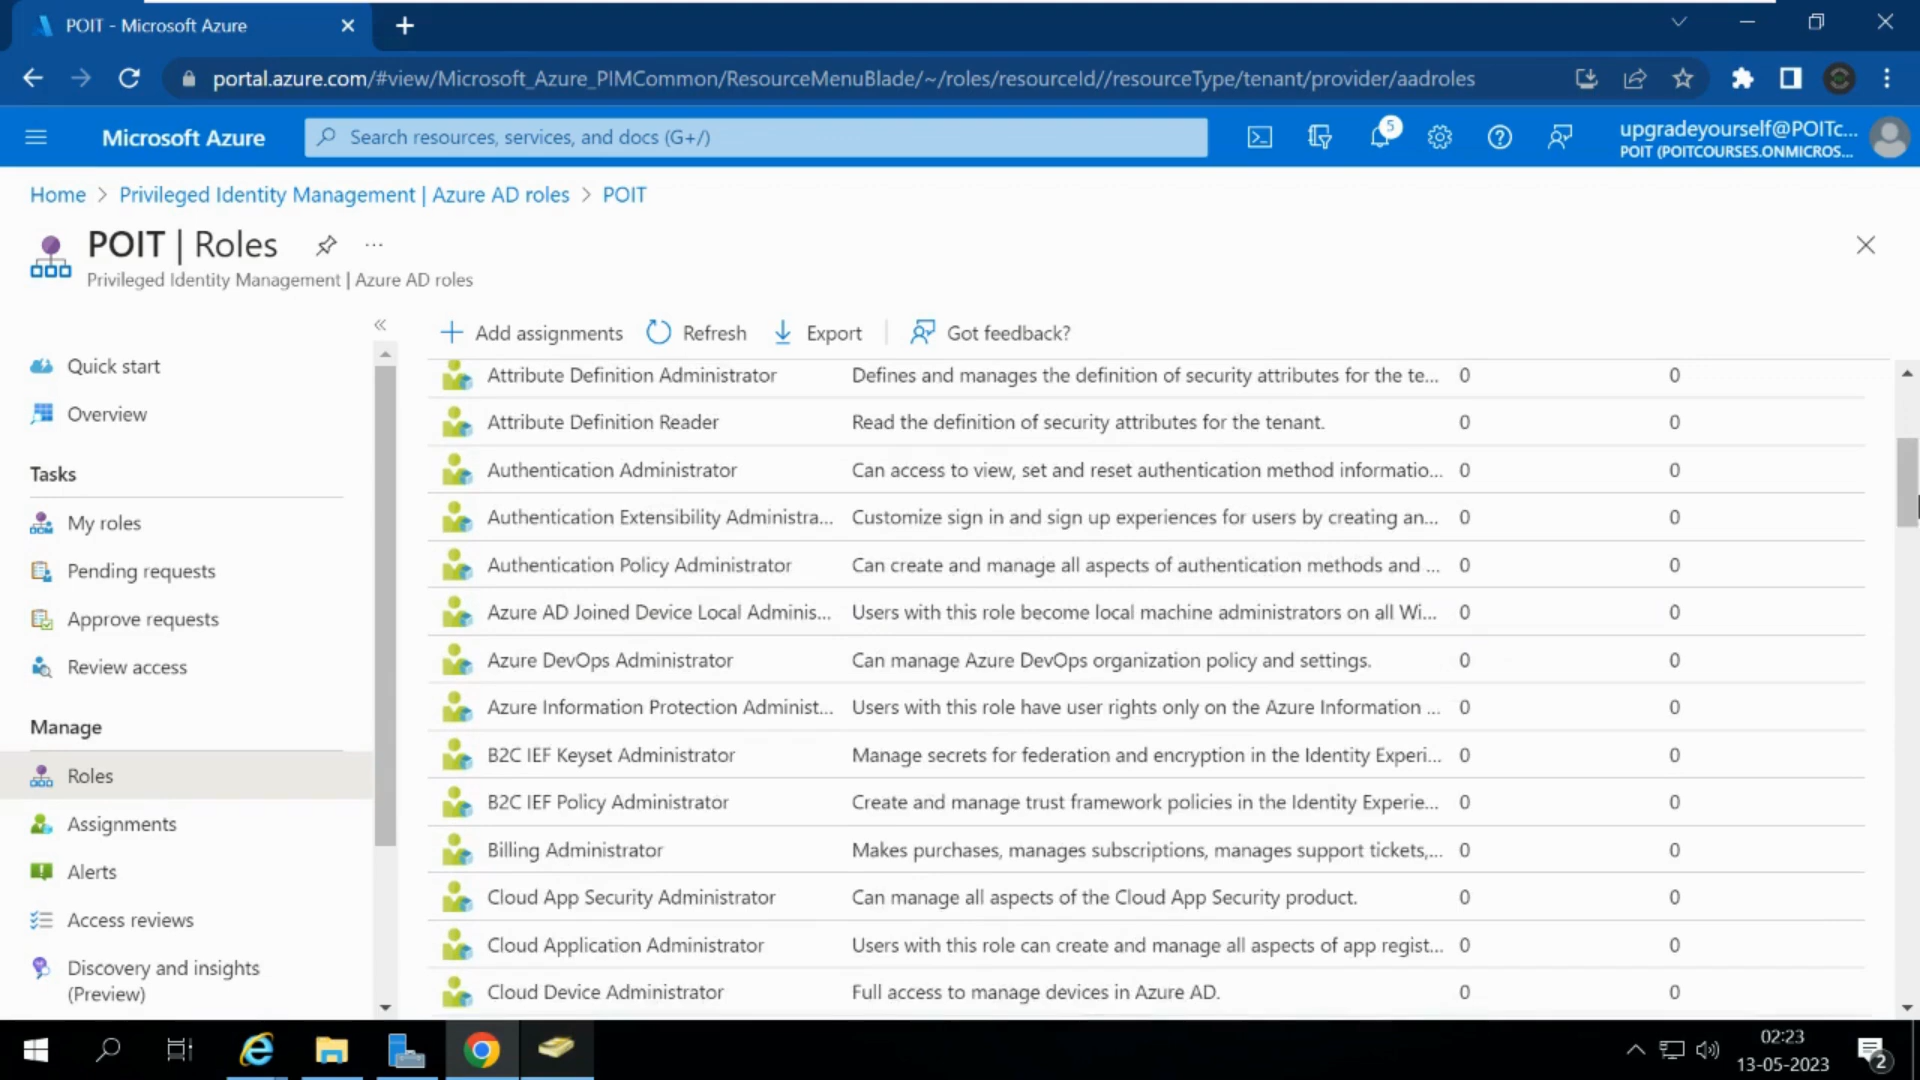 POIT - Microsoft Azure
portal.azure.com/#view/Microsoft_Azure_PIMCommon/ResourceMenuBlade/~/roles/resourceId//resourceType/tenant/provider/aadroles
Microsoft Azure
Search resources, services, and docs (G+/)
5
upgradeyourself@POITc...
POIT (POITCOURSES.ONMICROS...
Home > Privileged Identity Management | Azure AD roles > POIT
POIT | Roles
Privileged Identity Management | Azure AD roles
Quick start
Overview
Tasks
My roles
Pending requests
Approve requests
Review access
Manage
Roles
Assignments
Alerts
Access reviews
Discovery and insights
(Preview)
Add assignments Refresh Export Got feedback?
Attribute Definition Administrator Defines and manages the definition of security attributes for the te... 0 0
Attribute Definition Reader Read the definition of security attributes for the tenant. 0 0
Authentication Administrator Can access to view, set and reset authentication method informatio... 0 0
Authentication Extensibility Administra... Customize sign in and sign up experiences for users by creating an... 0 0
Authentication Policy Administrator Can create and manage all aspects of authentication methods and ... 0 0
Azure AD Joined Device Local Adminis... Users with this role become local machine administrators on all Wi... 0 0
Azure DevOps Administrator Can manage Azure DevOps organization policy and settings. 0 0
Azure Information Protection Administ... Users with this role have user rights only on the Azure Information ... 0 0
B2C IEF Keyset Administrator Manage secrets for federation and encryption in the Identity Experi... 0 0
B2C IEF Policy Administrator Create and manage trust framework policies in the Identity Experie... 0 0
Billing Administrator Makes purchases, manages subscriptions, manages support tickets,... 0 0
Cloud App Security Administrator Can manage all aspects of the Cloud App Security product. 0 0
Cloud Application Administrator Users with this role can create and manage all aspects of app regist... 0 0
Cloud Device Administrator Full access to manage devices in Azure AD. 0 0
02:23
13-05-2023
2